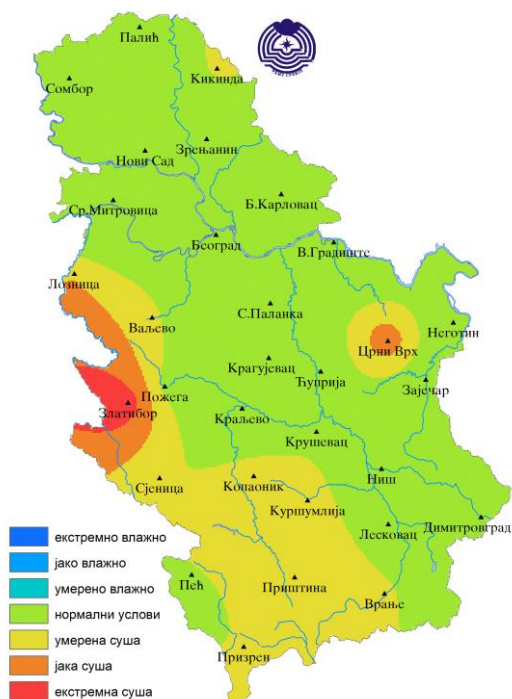 Палић
Кикинда
Сомбор
Зрењанин
Нови Сад
Ср.Митровица
Б.Карловац
Београд
В.Градиште
Лозница
Ваљево
С.Паланка
Неготин
Црни Врх
Крагујевац
Ћуприја
Зајечар
Пожега
Златибор
Краљево
Крушевац
Сјеница
Копаоник
Ниш
Куршумлија
Лесковац
Димитровград
Пећ
Приштина
Врање
Призрен
екстремно влажно
јако влажно
умерено влажно
нормални услови
умерена суша
јака суша
екстремна суша